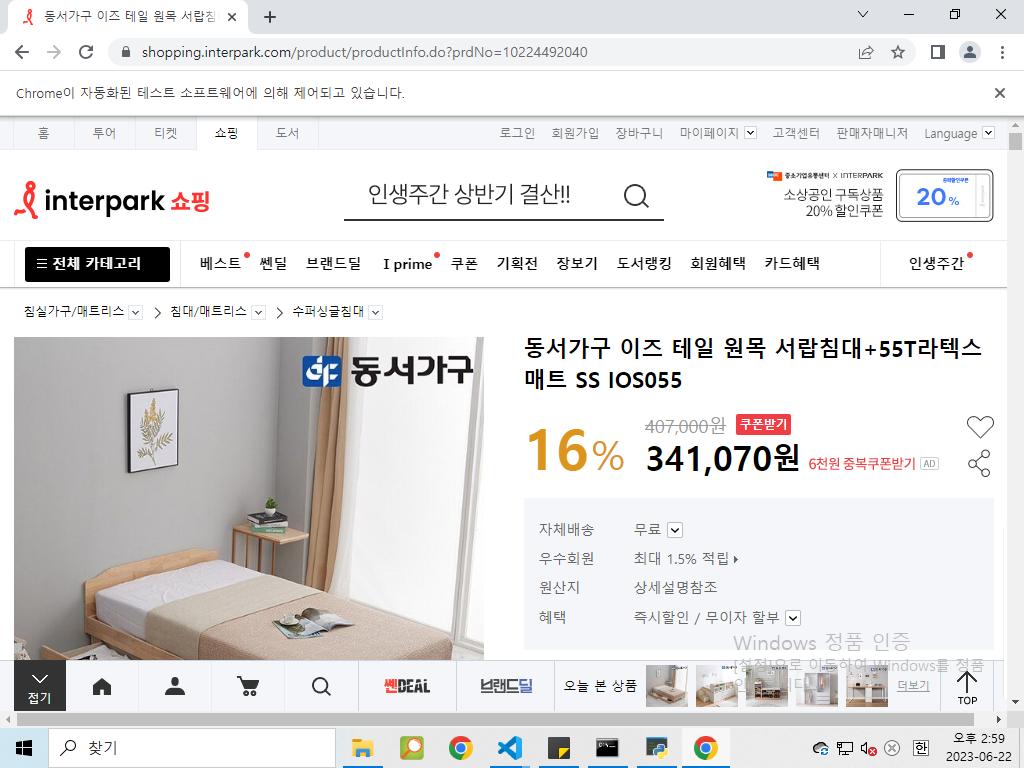 동서가구 이즈 테일 원목 서랍침
shopping.interpark.com/product/productInfo.do?prdNo=10224492040
Chrome이 자동화된 테스트 소프트웨어에 의해 제어되고 있습니다.
홈 투어 티켓 쇼핑 도서 로그인 회원가입 장바구니 마이페이지 고객센터 판매자매니저 Language
interpark 쇼핑
인생주간 상반기 결산!!
중소기업유통센터 X INTERPARK
소상공인 구독상품
20% 할인쿠폰
중복할인쿠폰
20%
전체 카테고리 베스트 쎈딜 브랜드딜 I prime 쿠폰 기획전 장보기 도서랭킹 회원혜택 카드혜택 인생주간
침실가구/매트리스 침대/매트리스 수퍼싱글침대
동서가구
동서가구 이즈 테일 원목 서랍침대+55T라텍스
매트 SS IOS055
16%
407,000원 쿠폰받기
341,070원 6천원 중복쿠폰받기 AD
자체배송 무료
우수회원 최대 1.5% 적립
원산지 상세설명참조
혜택 즉시할인 / 무이자 할부
Windows 정품 인증
[설정]으로 이동하여 Windows를 정품
접기
쎈DEAL
브랜드딜
오늘 본 상품
더보기
TOP
찾기
한
오후 2:59
2023-06-22